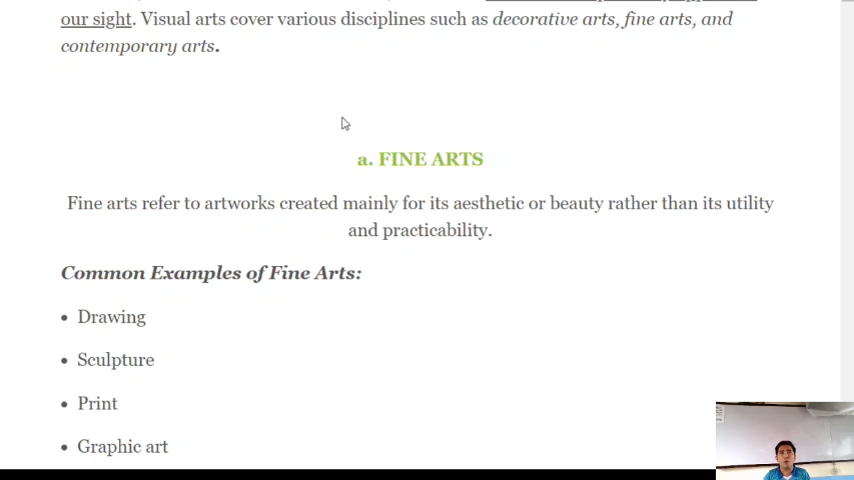 our sight. Visual arts cover various disciplines such as decorative arts, fine arts, and
contemporary arts.
a. FINE ARTS
Fine arts refer to artworks created mainly for its aesthetic or beauty rather than its utility
and practicability.
Common Examples of Fine Arts:
• Drawing
• Sculpture
• Print
• Graphic art